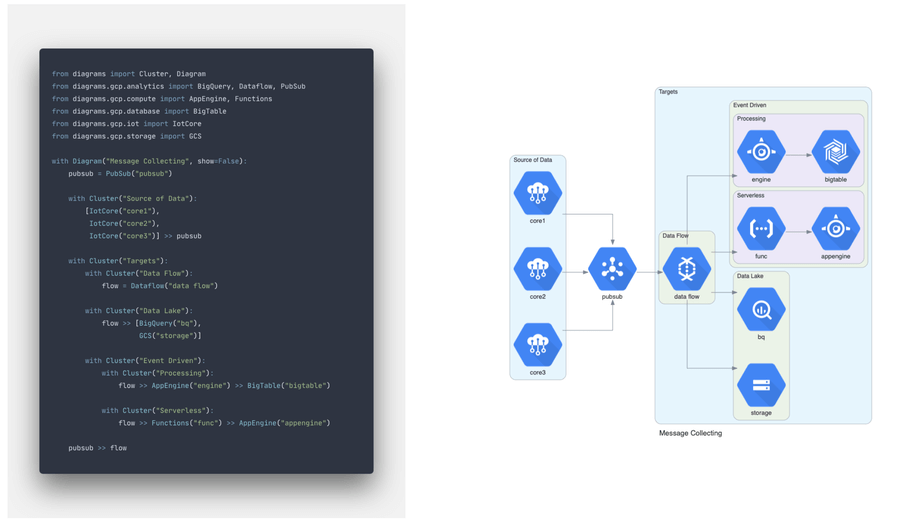 from diagrams import Cluster, Diagram
from diagrams.gcp.analytics import BigQuery, Dataflow, PubSub
from diagrams.gcp.compute import AppEngine, Functions
from diagrams.gcp.database import BigTable
from diagrams.gcp.iot import IotCore
from diagrams.gcp.storage import GCS
with Diagram("Message Collecting", show=False):
    pubsub = PubSub("pubsub")
    with Cluster("Source of Data"):
        [IotCore("core1"),
         IotCore("core2"),
         IotCore("core3")] >> pubsub
    with Cluster("Targets"):
        with Cluster("Data Flow"):
            flow = Dataflow("data flow")
        with Cluster("Data Lake"):
            flow >> [BigQuery("bq"),
                     GCS("storage")]
        with Cluster("Event Driven"):
            with Cluster("Processing"):
                flow >> AppEngine("engine") >> BigTable("bigtable")
            with Cluster("Serverless"):
                flow >> Functions("func") >> AppEngine("appengine")
    pubsub >> flow
Source of Data
core1
core2
core3
pubsub
Targets
Data Flow
data flow
Event Driven
Processing
engine
bigtable
Serverless
func
appengine
Data Lake
bq
storage
Message Collecting